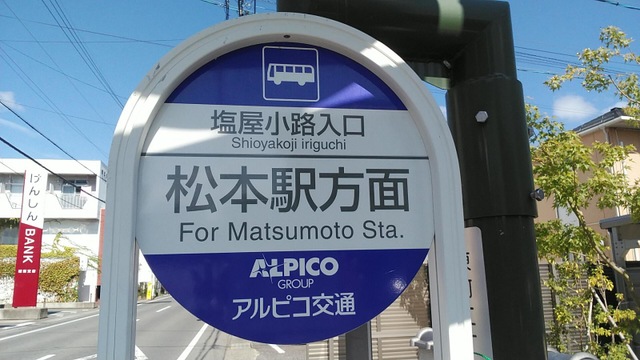 塩屋小路入口
Shioyakoji iriguchi
松本駅方面
For Matsumoto Sta.
ALPICO
GROUP
アルピコ交通
けんしん
BANK